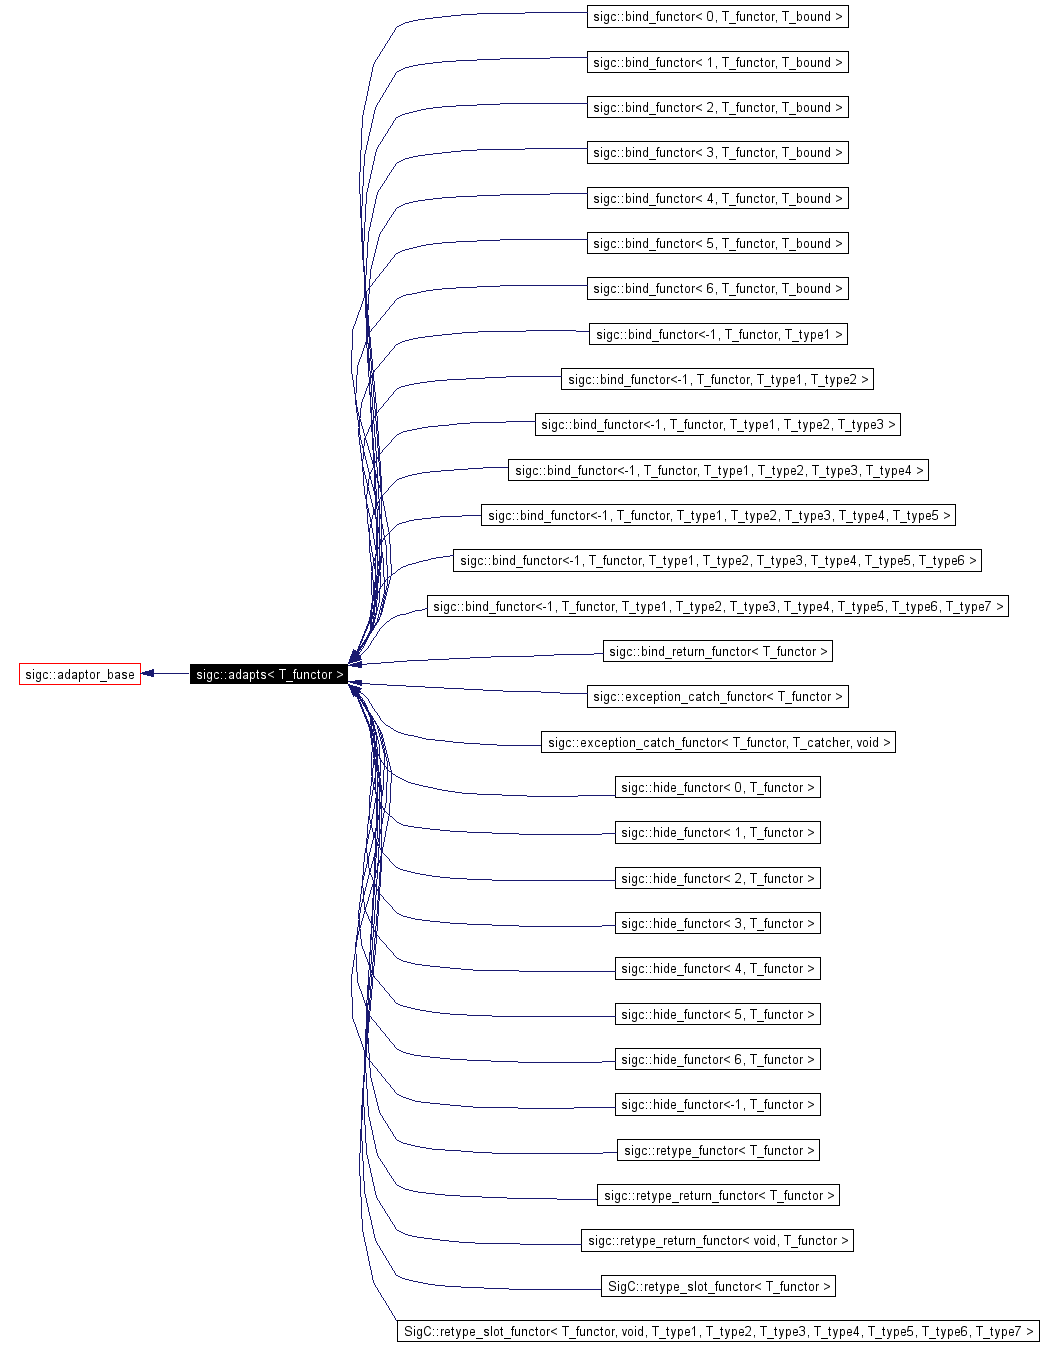 sigc::bind_functor< 0, T_functor, T_bound >
sigc::bind_functor< 1, T_functor, T_bound >
sigc::bind_functor< 2, T_functor, T_bound >
sigc::bind_functor< 3, T_functor, T_bound >
sigc::bind_functor< 4, T_functor, T_bound >
sigc::bind_functor< 5, T_functor, T_bound >
sigc::bind_functor< 6, T_functor, T_bound >
sigc::bind_functor<-1, T_functor, T_type1 >
sigc::bind_functor<-1, T_functor, T_type1, T_type2 >
sigc::bind_functor<-1, T_functor, T_type1, T_type2, T_type3 >
sigc::bind_functor<-1, T_functor, T_type1, T_type2, T_type3, T_type4 >
sigc::bind_functor<-1, T_functor, T_type1, T_type2, T_type3, T_type4, T_type5 >
sigc::bind_functor<-1, T_functor, T_type1, T_type2, T_type3, T_type4, T_type5, T_type6 >
sigc::bind_functor<-1, T_functor, T_type1, T_type2, T_type3, T_type4, T_type5, T_type6, T_type7 >
sigc::bind_return_functor< T_functor >
sigc::adaptor_base
sigc::adapts< T_functor >
sigc::exception_catch_functor< T_functor >
sigc::exception_catch_functor< T_functor, T_catcher, void >
sigc::hide_functor< 0, T_functor >
sigc::hide_functor< 1, T_functor >
sigc::hide_functor< 2, T_functor >
sigc::hide_functor< 3, T_functor >
sigc::hide_functor< 4, T_functor >
sigc::hide_functor< 5, T_functor >
sigc::hide_functor< 6, T_functor >
sigc::hide_functor<-1, T_functor >
sigc::retype_functor< T_functor >
sigc::retype_return_functor< T_functor >
sigc::retype_return_functor< void, T_functor >
SigC::retype_slot_functor< T_functor >
SigC::retype_slot_functor< T_functor, void, T_type1, T_type2, T_type3, T_type4, T_type5, T_type6, T_type7 >